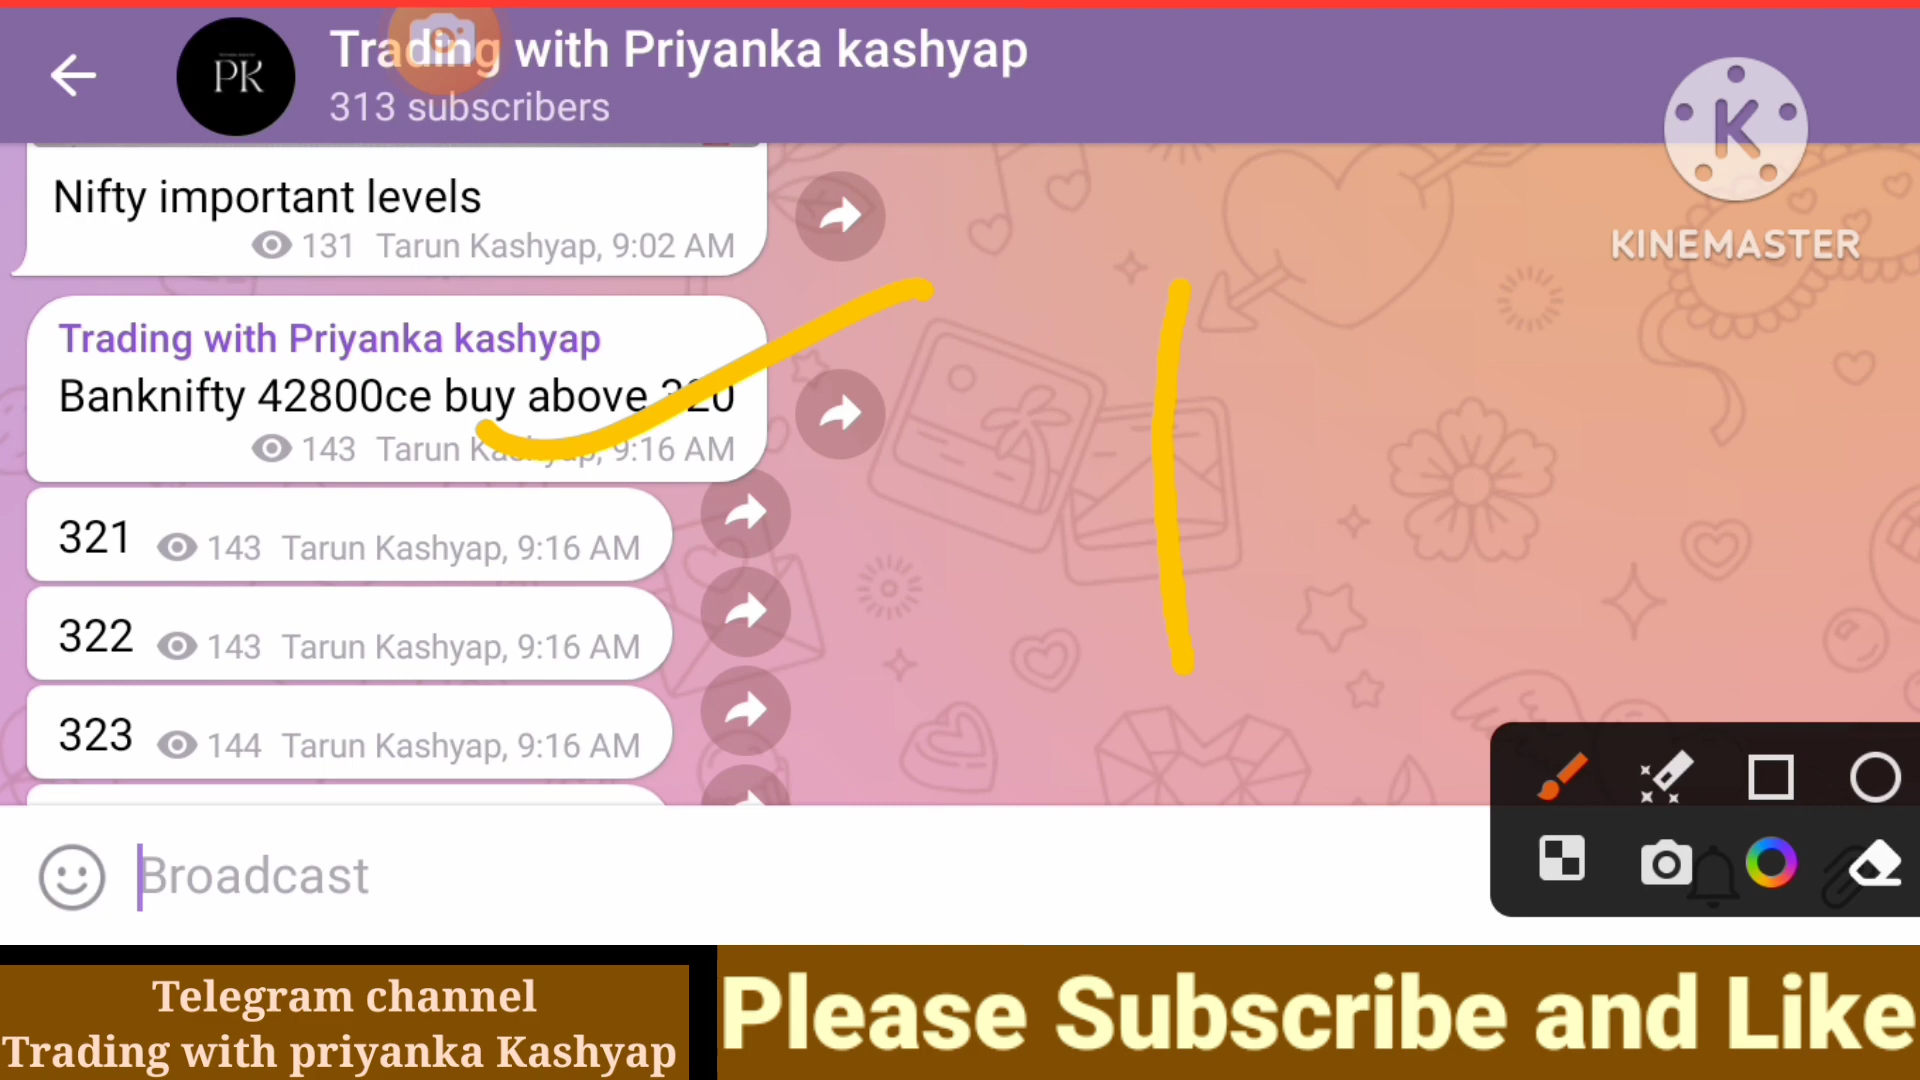 Trading with Priyanka kashyap
PK
313 subscribers
K
KINEMASTER
Nifty important levels
131 Tarun Kashyap, 9:02 AM
Trading with Priyanka kashyap
Banknifty 42800ce buy above 320
143 Tarun Kashyap, 9:16 AM
321 143 Tarun Kashyap, 9:16 AM
322 143 Tarun Kashyap, 9:16 AM
323 144 Tarun Kashyap, 9:16 AM
Broadcast
Telegram channel
Trading with priyanka Kashyap
Please Subscribe and Like